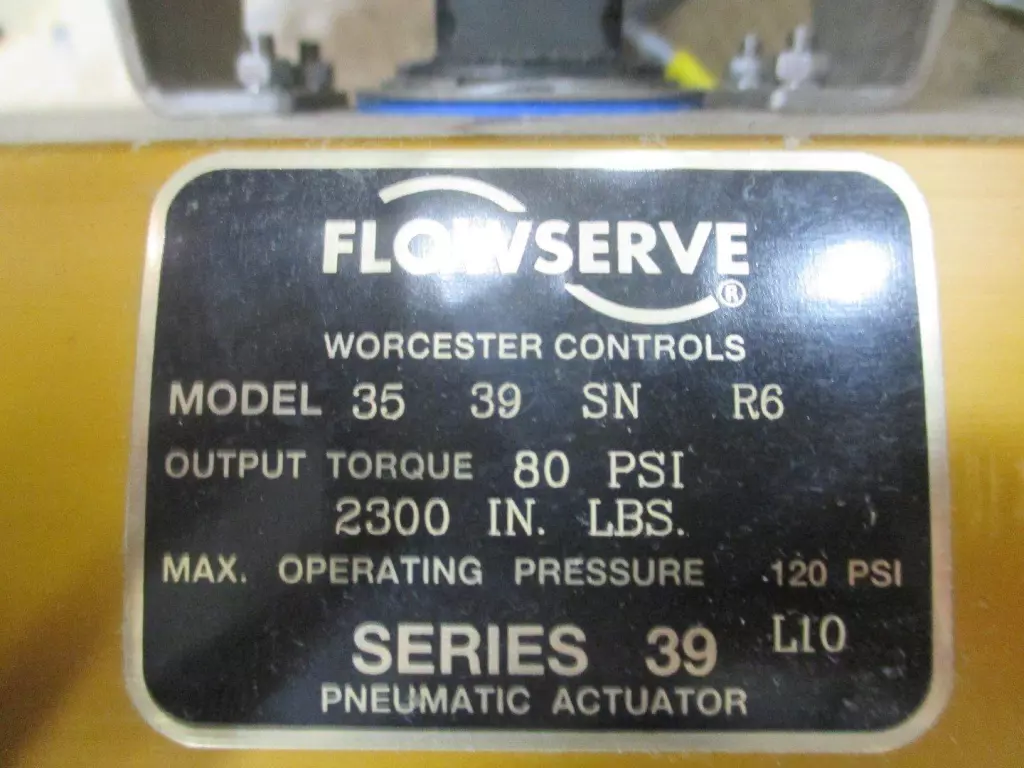 FLOWSERVE®
WORCESTER CONTROLS
MODEL 35 39 SN R6
OUTPUT TORQUE 80 PSI
2300 IN. LBS.
MAX. OPERATING PRESSURE 120 PSI
L10
SERIES 39
PNEUMATIC ACTUATOR